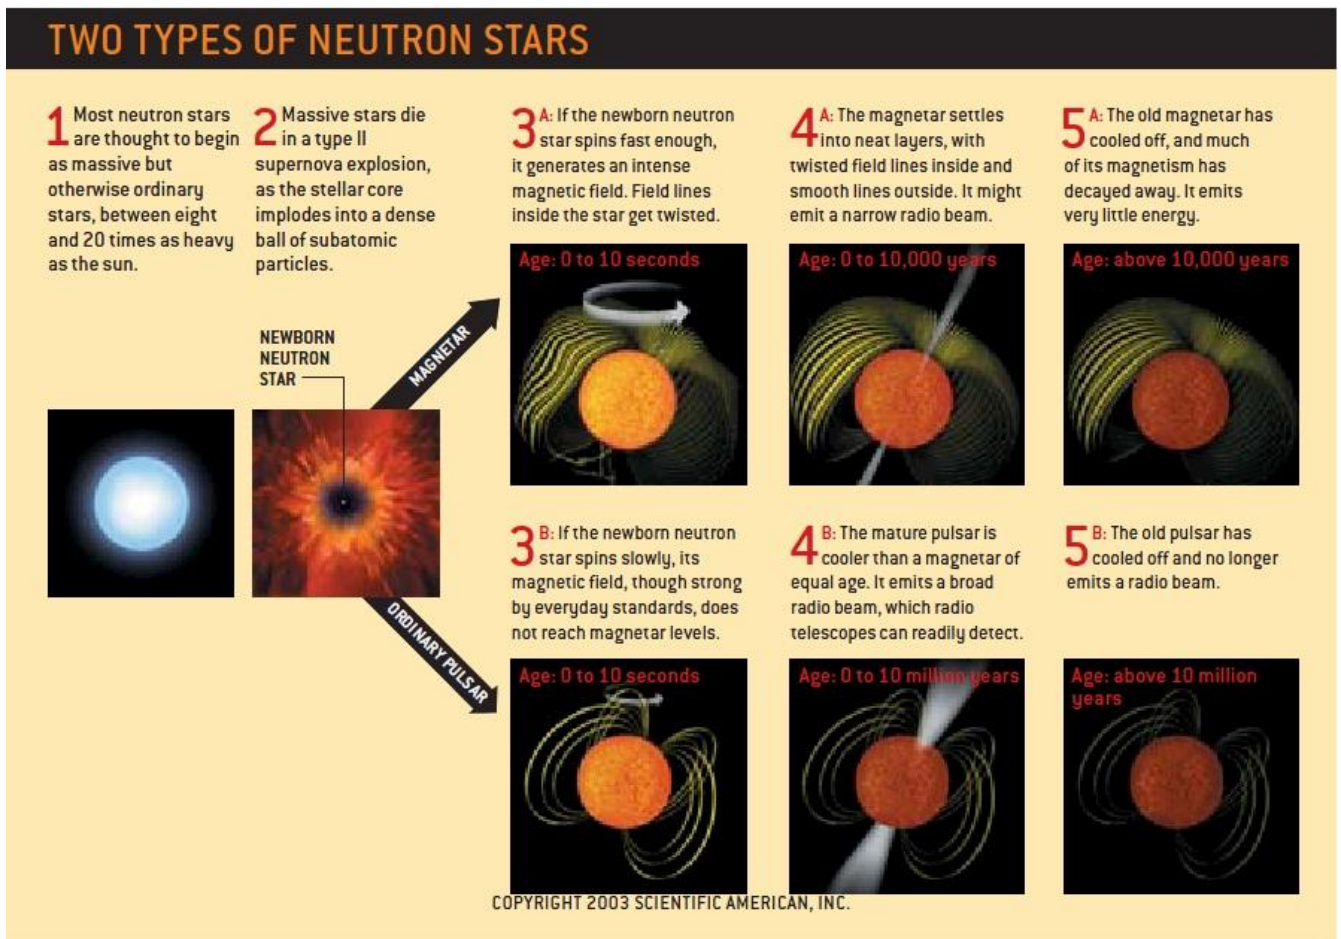 TWO TYPES OF NEUTRON STARS
1 Most neutron stars
are thought to begin
as massive but
otherwise ordinary
stars, between eight
and 20 times as heavy
as the sun.
2 Massive stars die
in a type II
supernova explosion,
as the stellar core
implodes into a dense
ball of subatomic
particles.
NEWBORN
NEUTRON
STAR
MAGNETAR
ORDINARY PULSAR
3 A: If the newborn neutron
star spins fast enough,
it generates an intense
magnetic field. Field lines
inside the star get twisted.
Age: 0 to 10 seconds
4 A: The magnetar settles
into neat layers, with
twisted field lines inside and
smooth lines outside. It might
emit a narrow radio beam.
Age: 0 to 10,000 years
5 A: The old magnetar has
cooled off, and much
of its magnetism has
decayed away. It emits
very little energy.
Age: above 10,000 years
3 B: If the newborn neutron
star spins slowly, its
magnetic field, though strong
by everyday standards, does
not reach magnetar levels.
Age: 0 to 10 seconds
4 B: The mature pulsar is
cooler than a magnetar of
equal age. It emits a broad
radio beam, which radio
telescopes can readily detect.
Age: 0 to 10 million years
5 B: The old pulsar has
cooled off and no longer
emits a radio beam.
Age: above 10 million
years
COPYRIGHT 2003 SCIENTIFIC AMERICAN, INC.